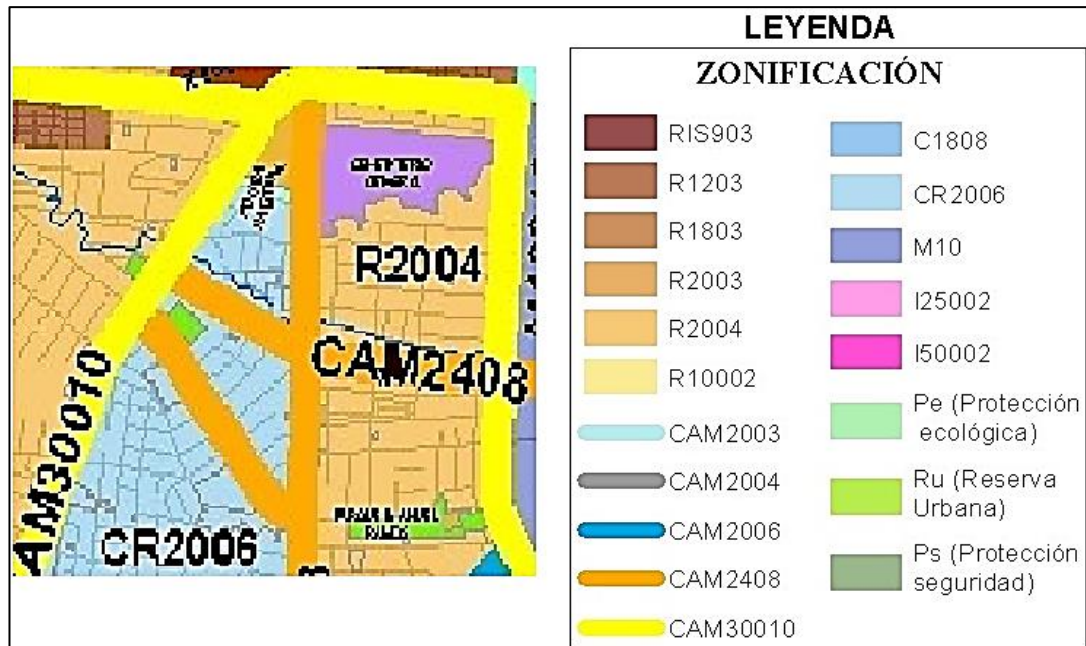 LEYENDA
ZONIFICACIÓN
RIS903
R1203
R1803
R2003
R2004
R10002
CAM2003
CAM2004
CAM2006
CAM2408
CAM30010
C1808
CR2006
M10
I25002
I50002
Pe (Protección
ecológica)
Ru (Reserva
Urbana)
Ps (Protección
seguridad)
R2004
CAM2408
AM30010
CR2006